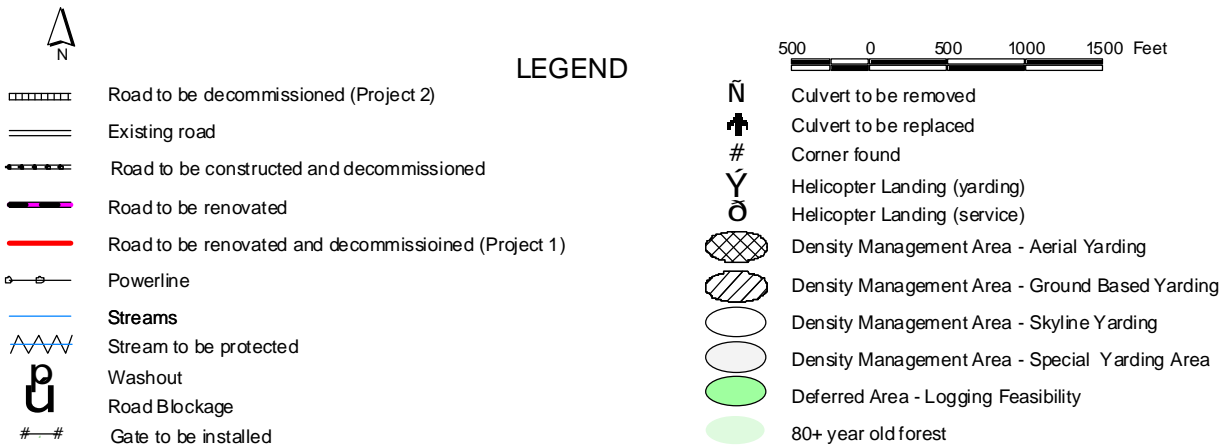 N
LEGEND
500 0 500 1000 1500 Feet
Road to be decommissioned (Project 2)
Existing road
Road to be constructed and decommissioned
Road to be renovated
Road to be renovated and decommissioined (Project 1)
Powerline
Streams
Stream to be protected
p Washout
u Road Blockage
# # Gate to be installed
Ñ Culvert to be removed
Culvert to be replaced
# Corner found
Ý Helicopter Landing (yarding)
ð Helicopter Landing (service)
Density Management Area - Aerial Yarding
Density Management Area - Ground Based Yarding
Density Management Area - Skyline Yarding
Density Management Area - Special Yarding Area
Deferred Area - Logging Feasibility
80+ year old forest